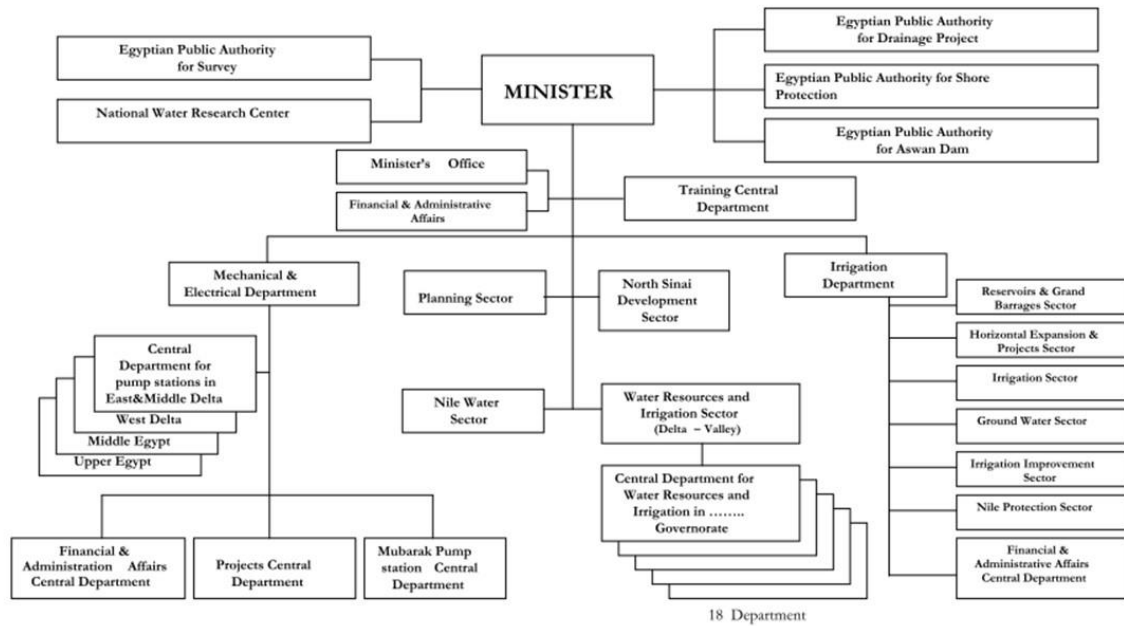 Egyptian Public Authority
for Survey
National Water Research Center
MINISTER
Egyptian Public Authority
for Drainage Project
Egyptian Public Authority for Shore
Protection
Egyptian Public Authority
for Aswan Dam
Minister's Office
Financial & Administrative
Affairs
Training Central
Department
Mechanical &
Electrical Department
Planning Sector
North Sinai
Development
Sector
Irrigation
Department
Reservoirs & Grand
Barrages Sector
Horizontal Expansion &
Projects Sector
Irrigation Sector
Ground Water Sector
Irrigation Improvement
Sector
Nile Protection Sector
Financial &
Administrative Affairs
Central Department
Central
Department for
pump stations in
East&Middle Delta
West Delta
Middle Egypt
Upper Egypt
Nile Water
Sector
Water Resources and
Irrigation Sector
(Delta – Valley)
Central Department for
Water Resources and
Irrigation in ........
Governorate
18 Department
Financial &
Administration Affairs
Central Department
Projects Central
Department
Mubarak Pump
station Central
Department